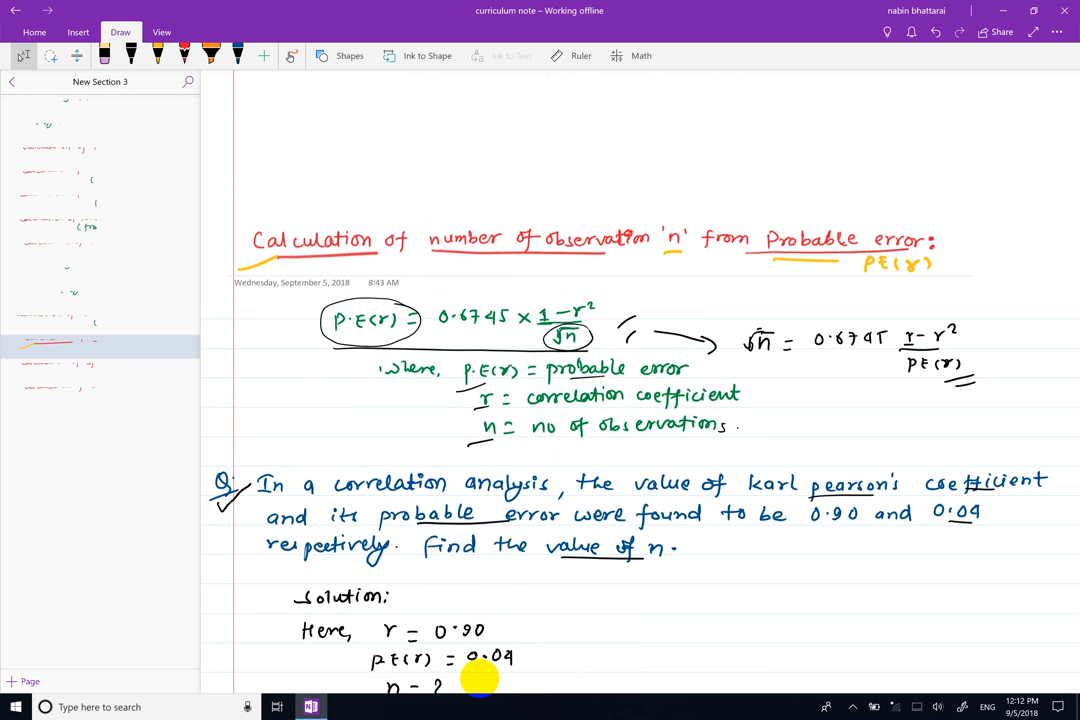 curriculum note – Working offline
nabin bhattarai
Home Insert Draw View
Share
Shapes Ink to Shape Ink to Text Ruler Math
New Section 3
Calculation of number of observation 'n' from Probable error:
PE(r)
Wednesday, September 5, 2018 8:43 AM
P.E(r) = 0.6745 × 1-r² / √n
√n = 0.6745 r-r² / PE(r)
where, P.E(r) = probable error
r = correlation coefficient
n = no of observations.
Q: In a correlation analysis, the value of karl pearson's coefficient
and its probable error were found to be 0.90 and 0.04
respectively. Find the value of n.
Solution:
Here, r = 0.90
PE(r) = 0.04
n = ?
+ Page
Type here to search
ENG
12:12 PM
9/5/2018